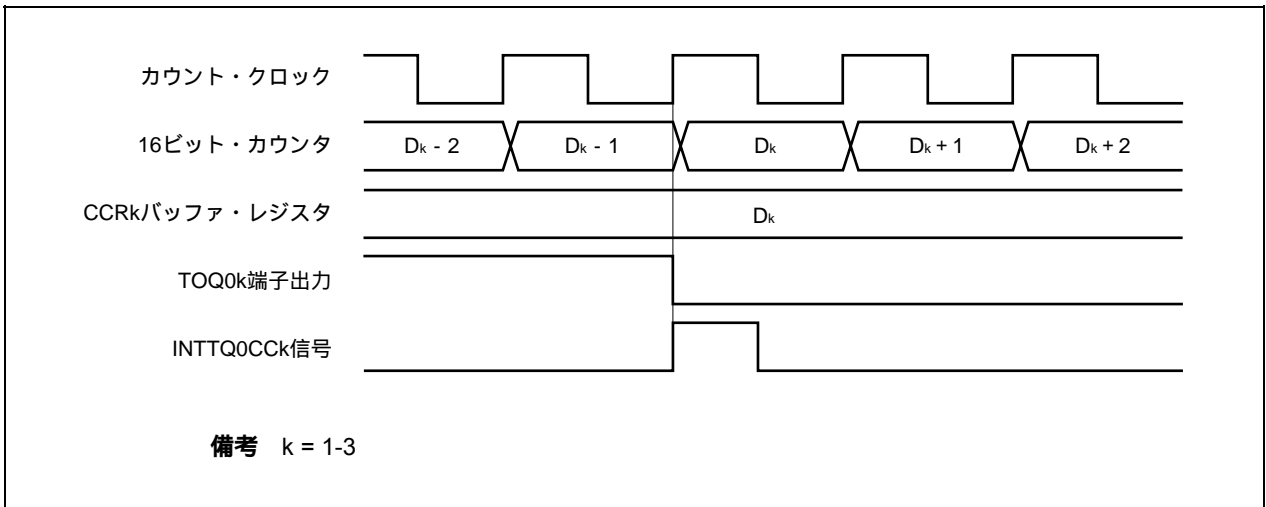 カウント・クロック
16ビット・カウンタ Dk - 2 Dk - 1 Dk Dk + 1 Dk + 2
CCRkバッファ・レジスタ Dk
TOQ0k端子出力
INTTQ0CCk信号
備考 k = 1-3